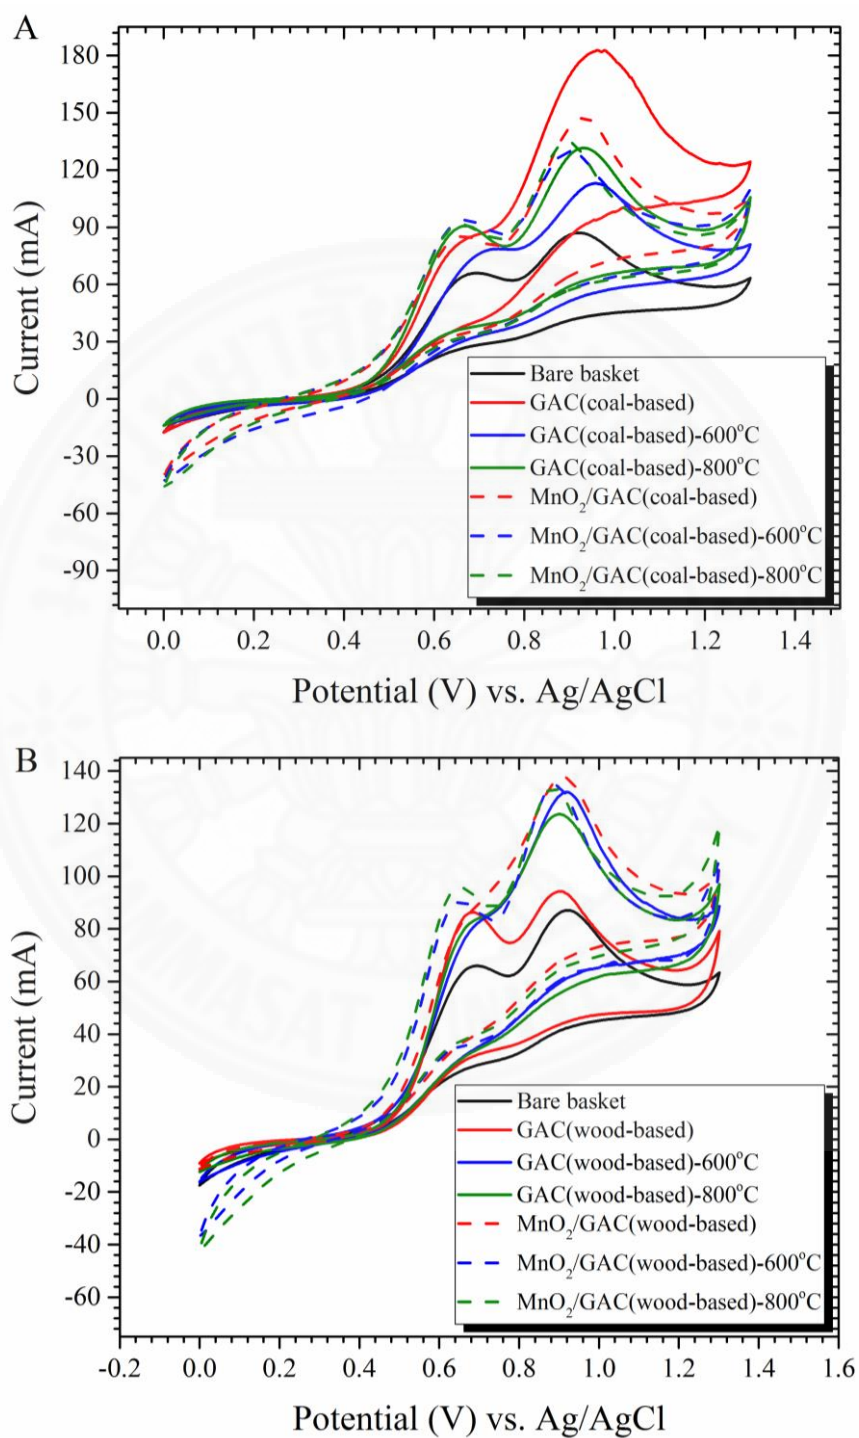 A
180
150
120
90
60
30
0
-30
-60
-90
Current (mA)
Bare basket
GAC(coal-based)
GAC(coal-based)-600°C
GAC(coal-based)-800°C
MnO₂/GAC(coal-based)
MnO₂/GAC(coal-based)-600°C
MnO₂/GAC(coal-based)-800°C
0.0 0.2 0.4 0.6 0.8 1.0 1.2 1.4
Potential (V) vs. Ag/AgCl
B
140
120
100
80
60
40
20
0
-20
-40
-60
Current (mA)
Bare basket
GAC(wood-based)
GAC(wood-based)-600°C
GAC(wood-based)-800°C
MnO₂/GAC(wood-based)
MnO₂/GAC(wood-based)-600°C
MnO₂/GAC(wood-based)-800°C
-0.2 0.0 0.2 0.4 0.6 0.8 1.0 1.2 1.4 1.6
Potential (V) vs. Ag/AgCl